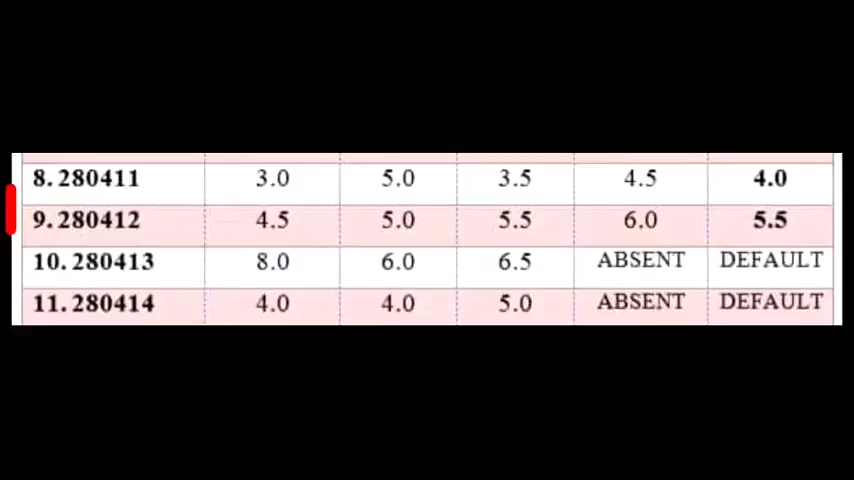 8. 280411 3.0 5.0 3.5 4.5 4.0
9. 280412 4.5 5.0 5.5 6.0 5.5
10. 280413 8.0 6.0 6.5 ABSENT DEFAULT
11. 280414 4.0 4.0 5.0 ABSENT DEFAULT